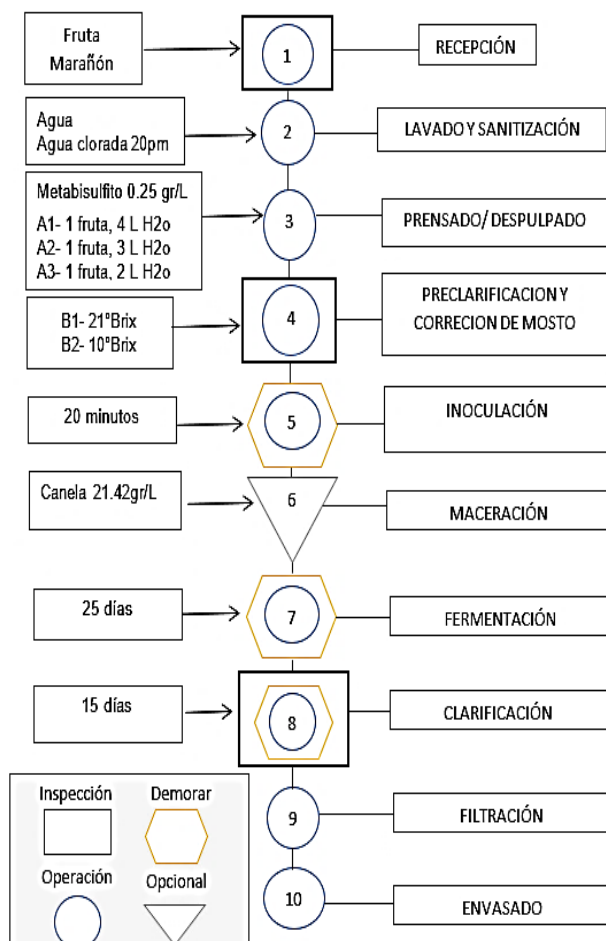 Fruta
Marañón
1
RECEPCIÓN
Agua
Agua clorada 20pm
2
LAVADO Y SANITIZACIÓN
Metabisulfito 0.25 gr/L
A1- 1 fruta, 4 L H2o
A2- 1 fruta, 3 L H2o
A3- 1 fruta, 2 L H2o
3
PRENSADO/ DESPULPADO
B1- 21°Brix
B2- 10°Brix
4
PRECLARIFICACION Y
CORRECION DE MOSTO
20 minutos
5
INOCULACIÓN
Canela 21.42gr/L
6
MACERACIÓN
25 días
7
FERMENTACIÓN
15 días
8
CLARIFICACIÓN
9
FILTRACIÓN
10
ENVASADO
Inspección
Demorar
Operación
Opcional